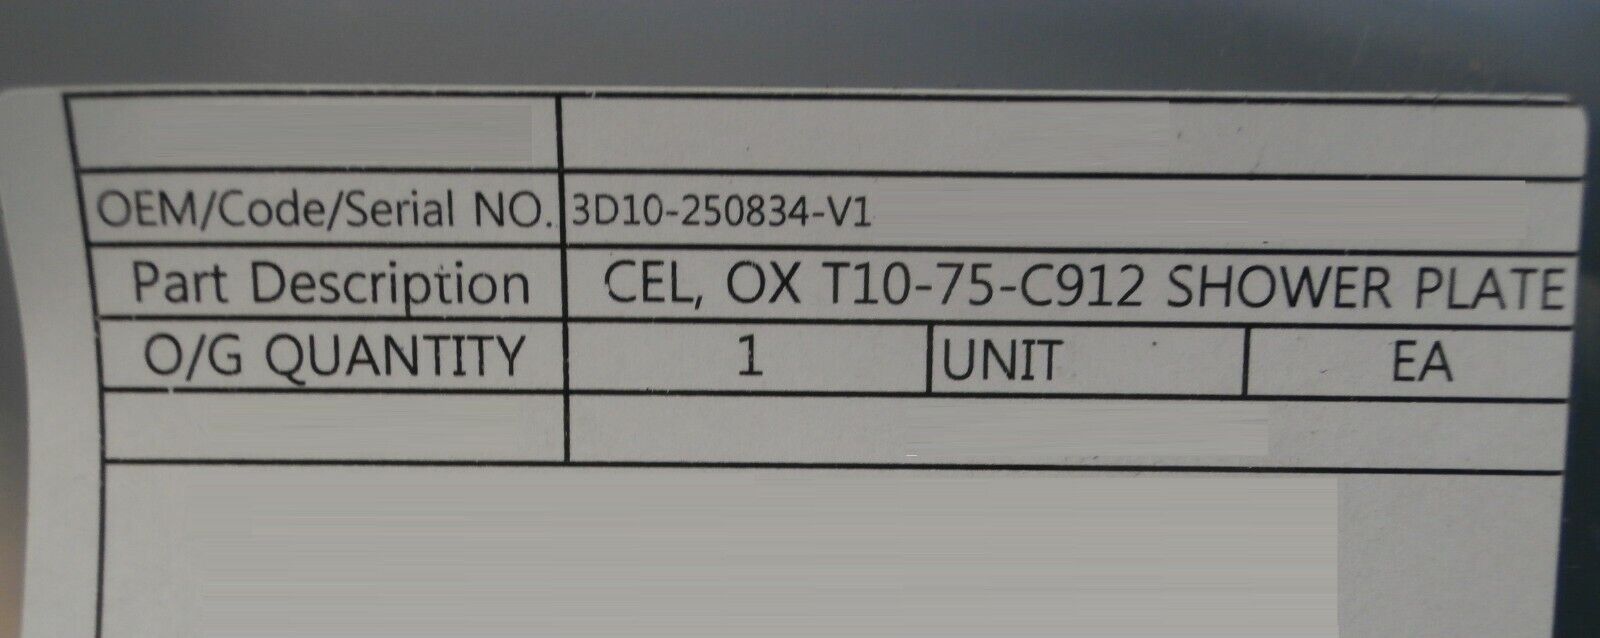 OEM/Code/Serial NO. 3D10-250834-V1
Part Description CEL, OX T10-75-C912 SHOWER PLATE
O/G QUANTITY 1 UNIT EA